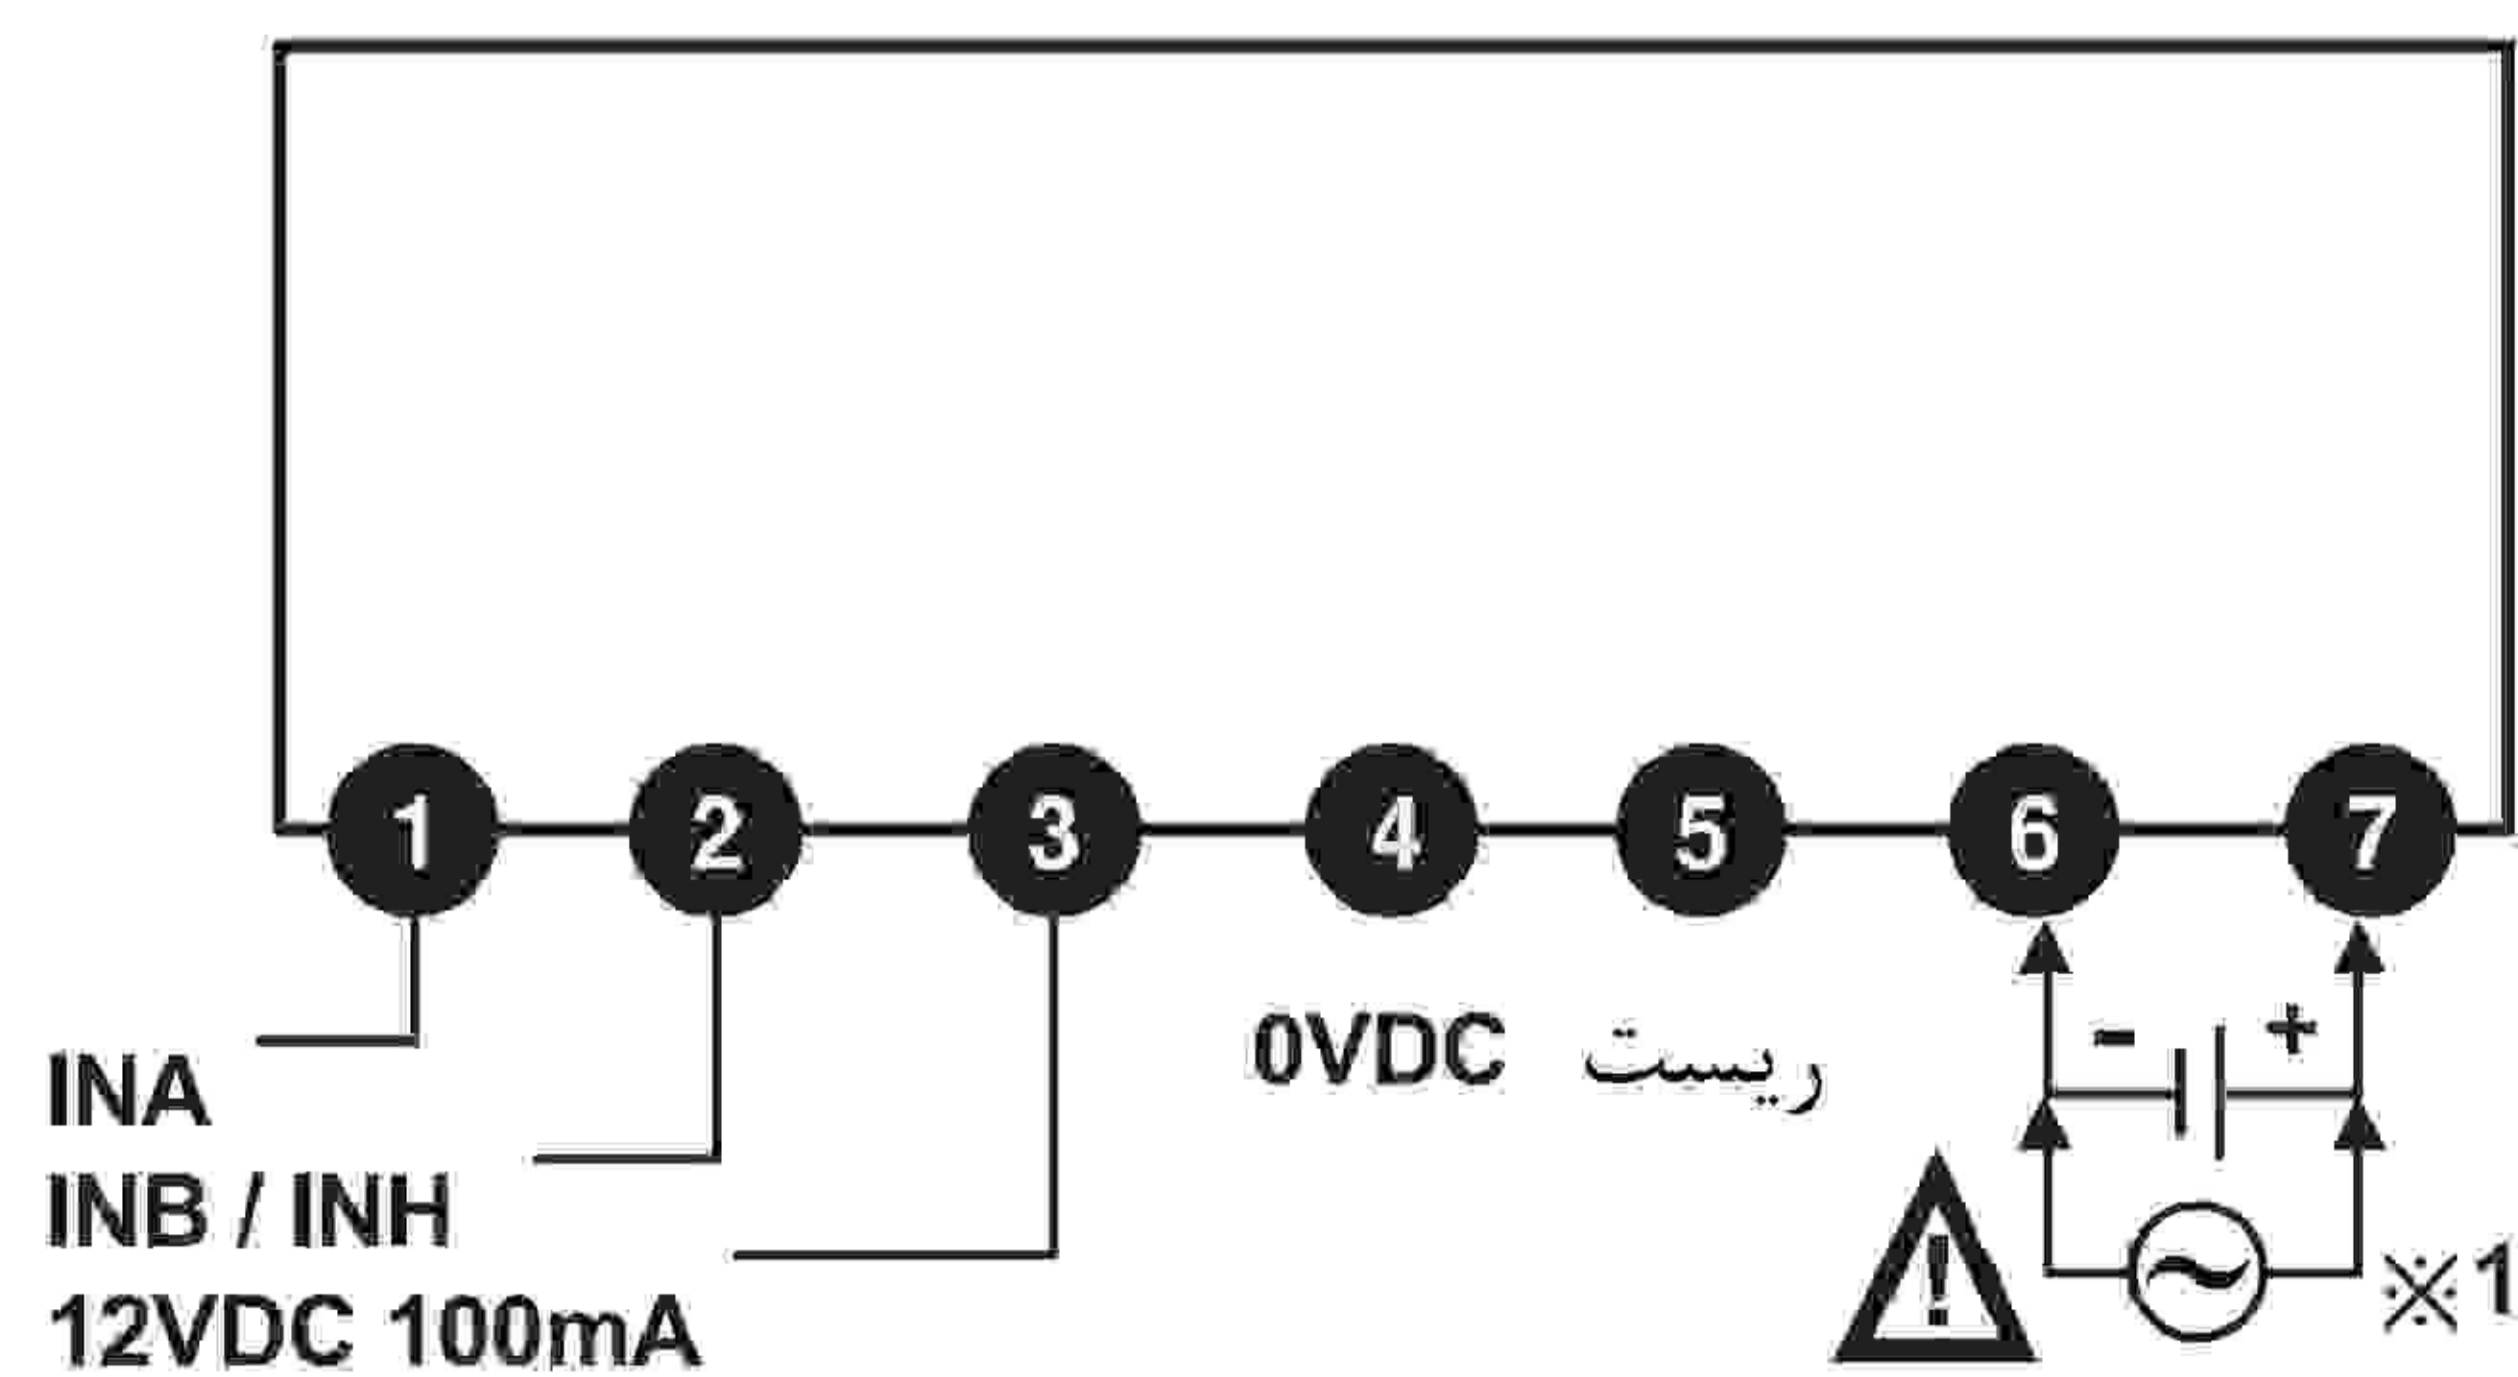 1 2 3 4 5 6 7
INA
INB / INH
12VDC 100mA
0VDC ریست
- +
! ※1